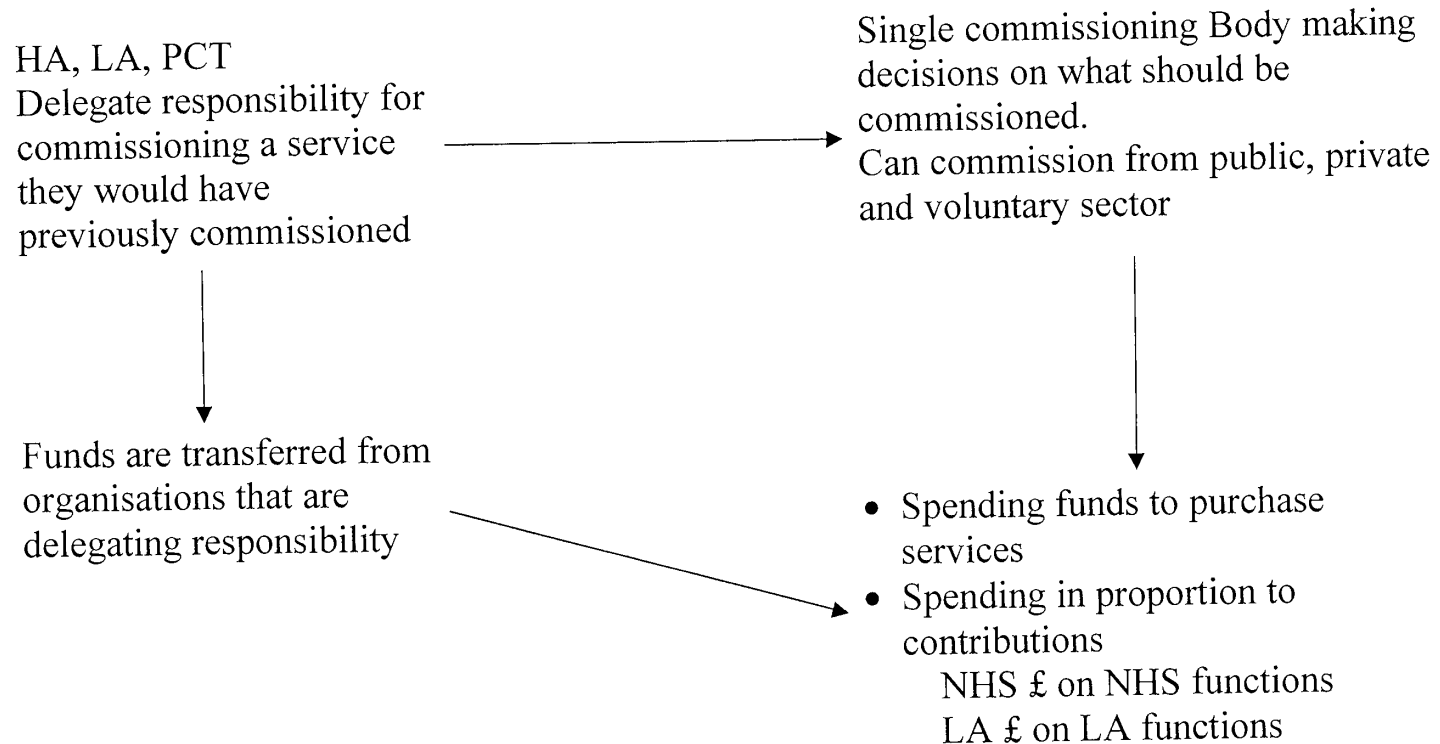 HA, LA, PCT
Delegate responsibility for
commissioning a service
they would have
previously commissioned
Single commissioning Body making
decisions on what should be
commissioned.
Can commission from public, private
and voluntary sector
Funds are transferred from
organisations that are
delegating responsibility
• Spending funds to purchase
services
• Spending in proportion to
contributions
NHS £ on NHS functions
LA £ on LA functions